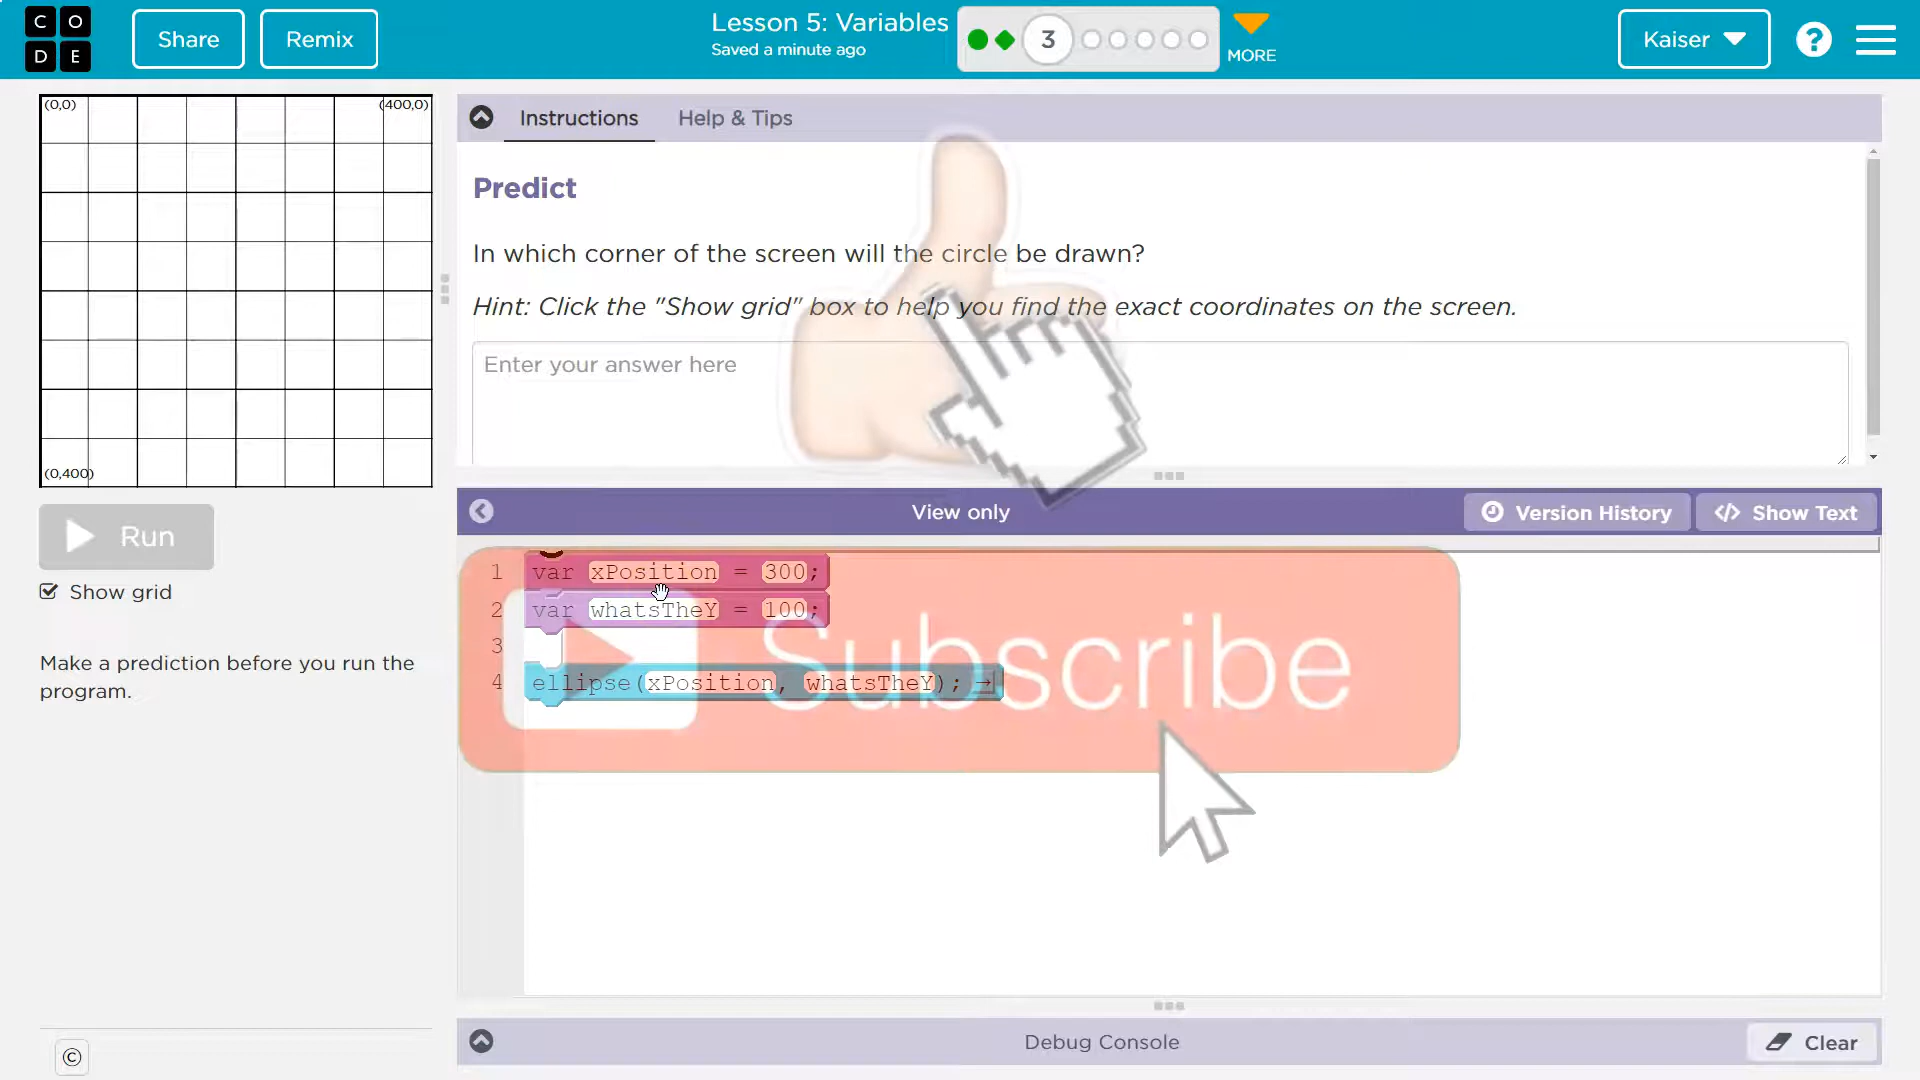 CO
DE
Share
Remix
Lesson 5: Variables
Saved a minute ago
3
MORE
Kaiser
?
(0,0)
(400,0)
(0,400)
Run
Show grid
Make a prediction before you run the
program.
©
Instructions
Help & Tips
Predict
In which corner of the screen will the circle be drawn?
Hint: Click the "Show grid" box to help you find the exact coordinates on the screen.
Enter your answer here
View only
Version History
</> Show Text
1 var xPosition = 300;
2 var whatsTheY = 100;
3
4 ellipse(xPosition, whatsTheY); →
Subscribe
Debug Console
Clear